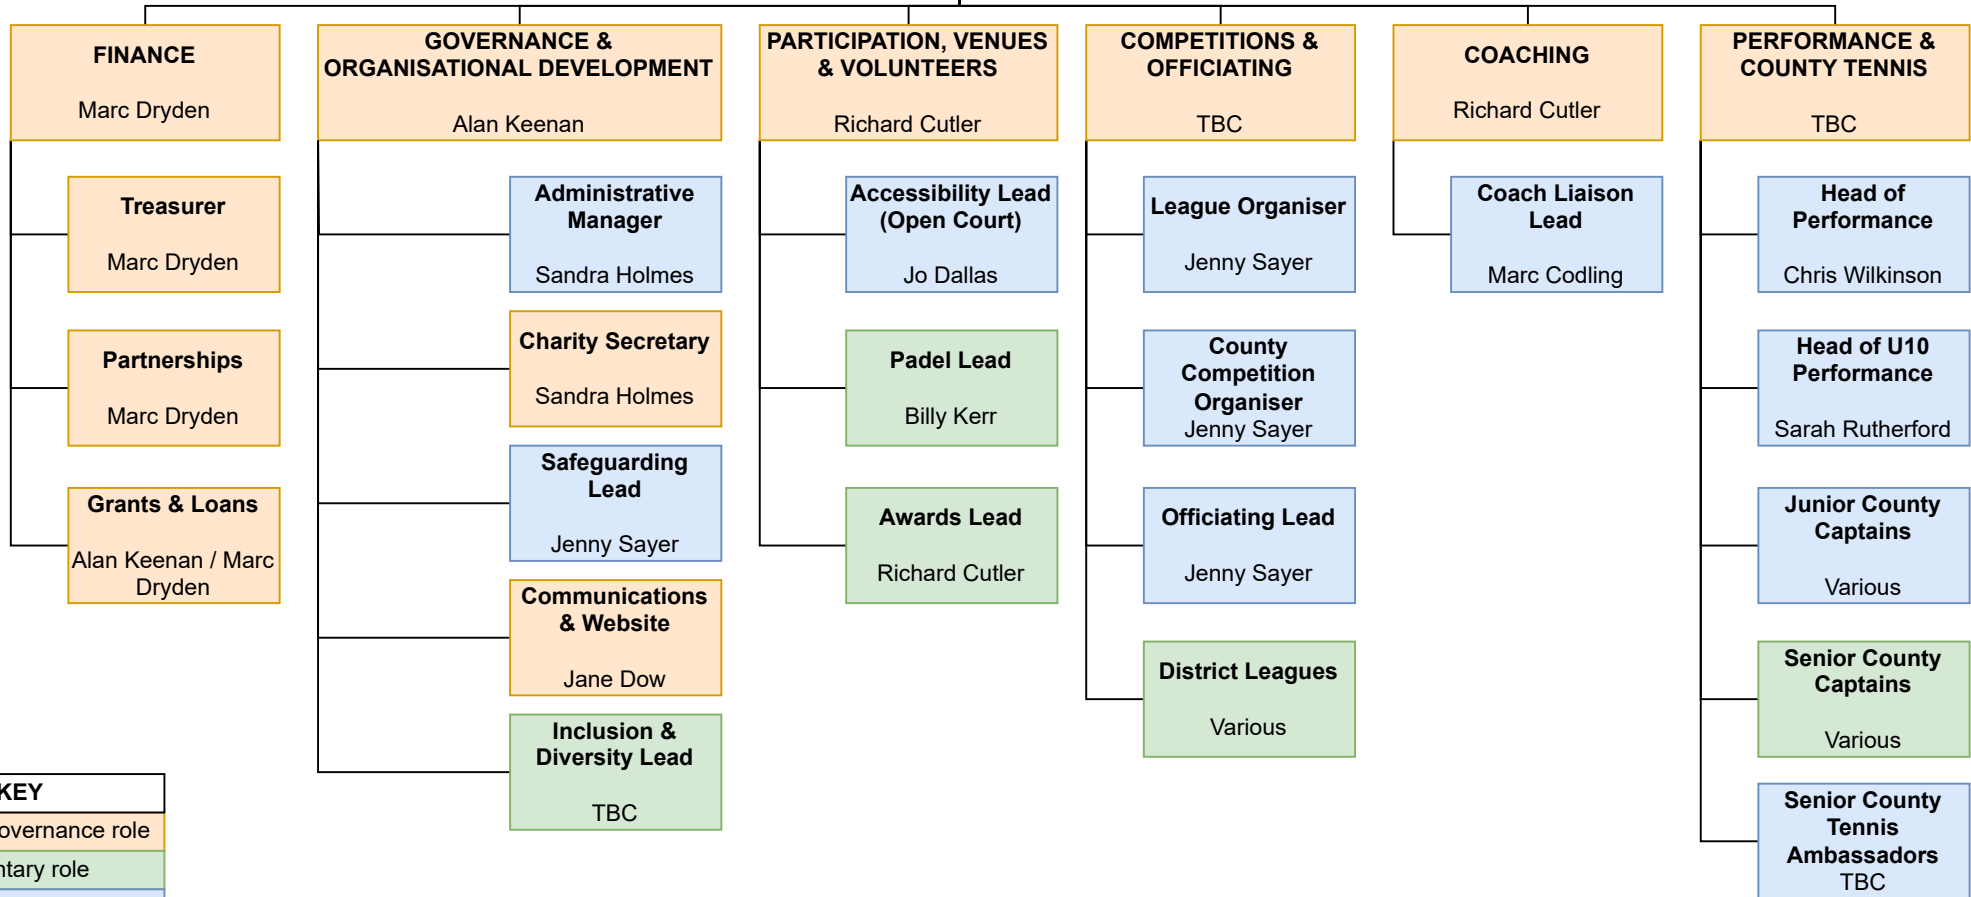 FINANCE
Marc Dryden
Treasurer
Marc Dryden
Partnerships
Marc Dryden
Grants & Loans
Alan Keenan / Marc
Dryden
GOVERNANCE &
ORGANISATIONAL DEVELOPMENT
Alan Keenan
Administrative
Manager
Sandra Holmes
Charity Secretary
Sandra Holmes
Safeguarding
Lead
Jenny Sayer
Communications
& Website
Jane Dow
Inclusion &
Diversity Lead
TBC
PARTICIPATION, VENUES
& VOLUNTEERS
Richard Cutler
Accessibility Lead
(Open Court)
Jo Dallas
Padel Lead
Billy Kerr
Awards Lead
Richard Cutler
COMPETITIONS &
OFFICIATING
TBC
League Organiser
Jenny Sayer
County
Competition
Organiser
Jenny Sayer
Officiating Lead
Jenny Sayer
District Leagues
Various
COACHING
Richard Cutler
Coach Liaison
Lead
Marc Codling
PERFORMANCE &
COUNTY TENNIS
TBC
Head of
Performance
Chris Wilkinson
Head of U10
Performance
Sarah Rutherford
Junior County
Captains
Various
Senior County
Captains
Various
Senior County
Tennis
Ambassadors
TBC
KEY
overnance role
ntary role